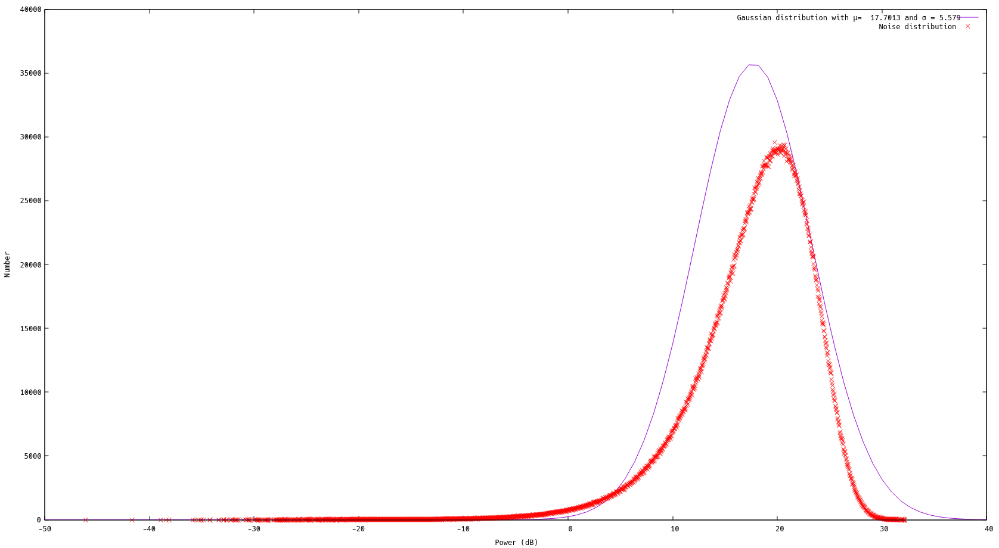 40000
35000
30000
25000
20000
15000
10000
5000
0
Number
Gaussian distribution with μ=  17.7013 and σ = 5.579
Noise distribution
-50 -40 -30 -20 -10 0 10 20 30 40
Power (dB)